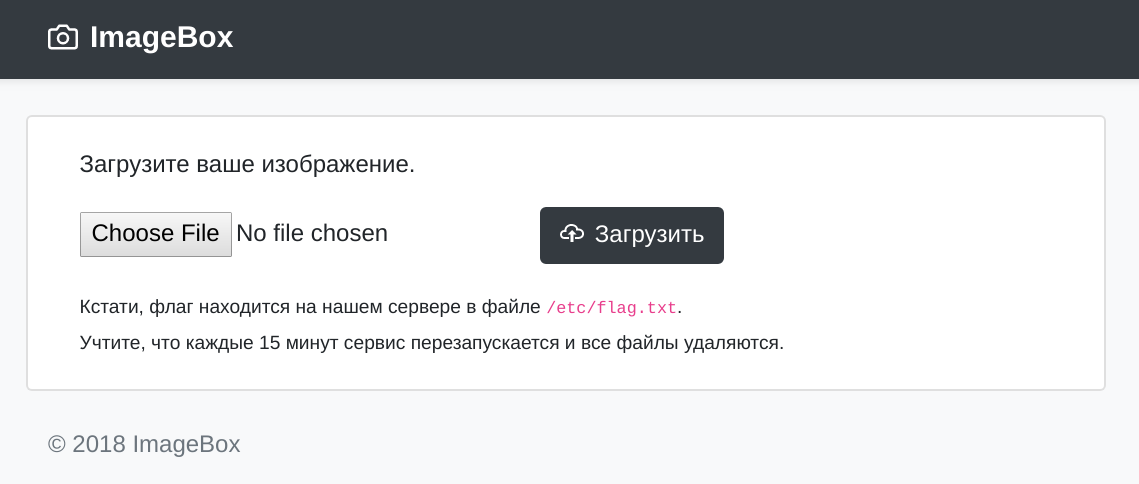 ImageBox
Загрузите ваше изображение.
Choose File No file chosen Загрузить
Кстати, флаг находится на нашем сервере в файле /etc/flag.txt.
Учтите, что каждые 15 минут сервис перезапускается и все файлы удаляются.
© 2018 ImageBox